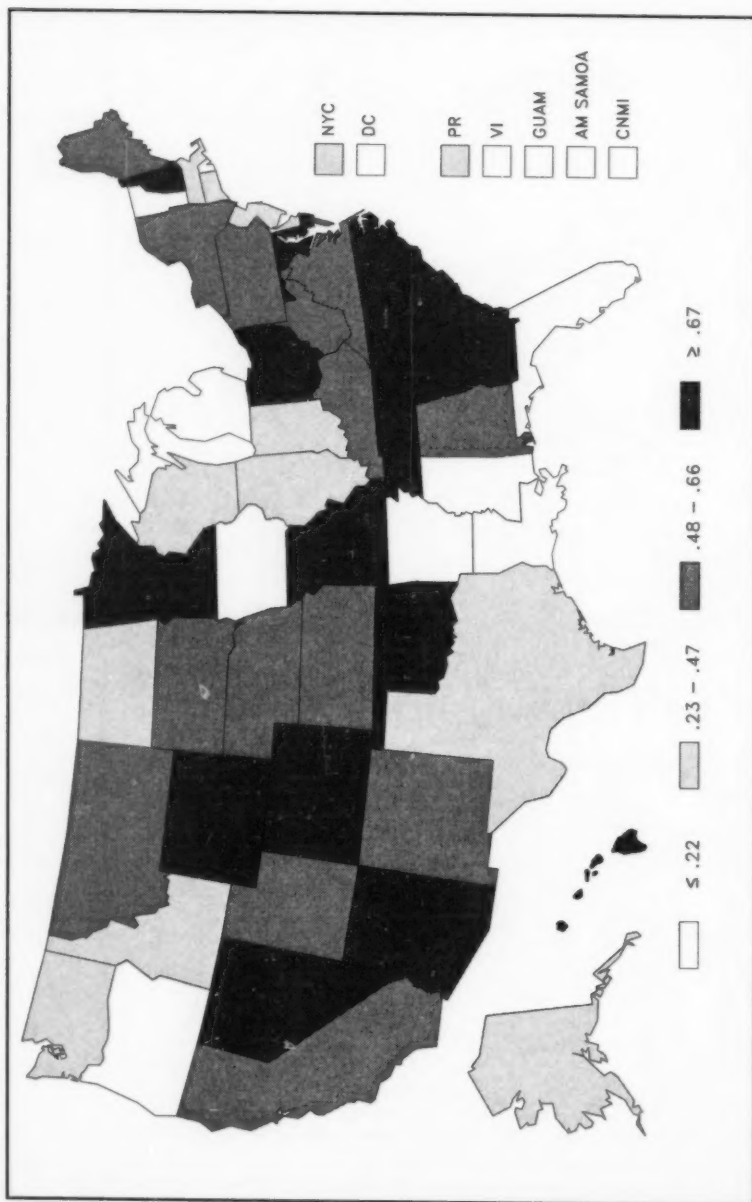 NYC
DC
PR
VI
GUAM
AM SAMOA
CNMI
≤ .22
.23 – .47
.48 – .66
≥ .67